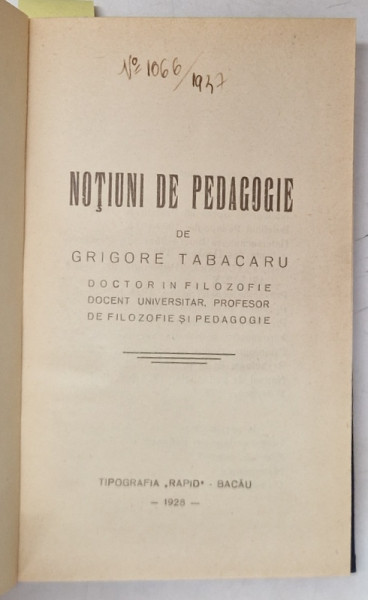 No 1066/1937
NOŢIUNI DE PEDAGOGIE
DE
GRIGORE TABACARU
DOCTOR IN FILOZOFIE
DOCENT UNIVERSITAR, PROFESOR
DE FILOZOFIE ŞI PEDAGOGIE
TIPOGRAFIA „RAPID" - BACĂU
— 1928 —